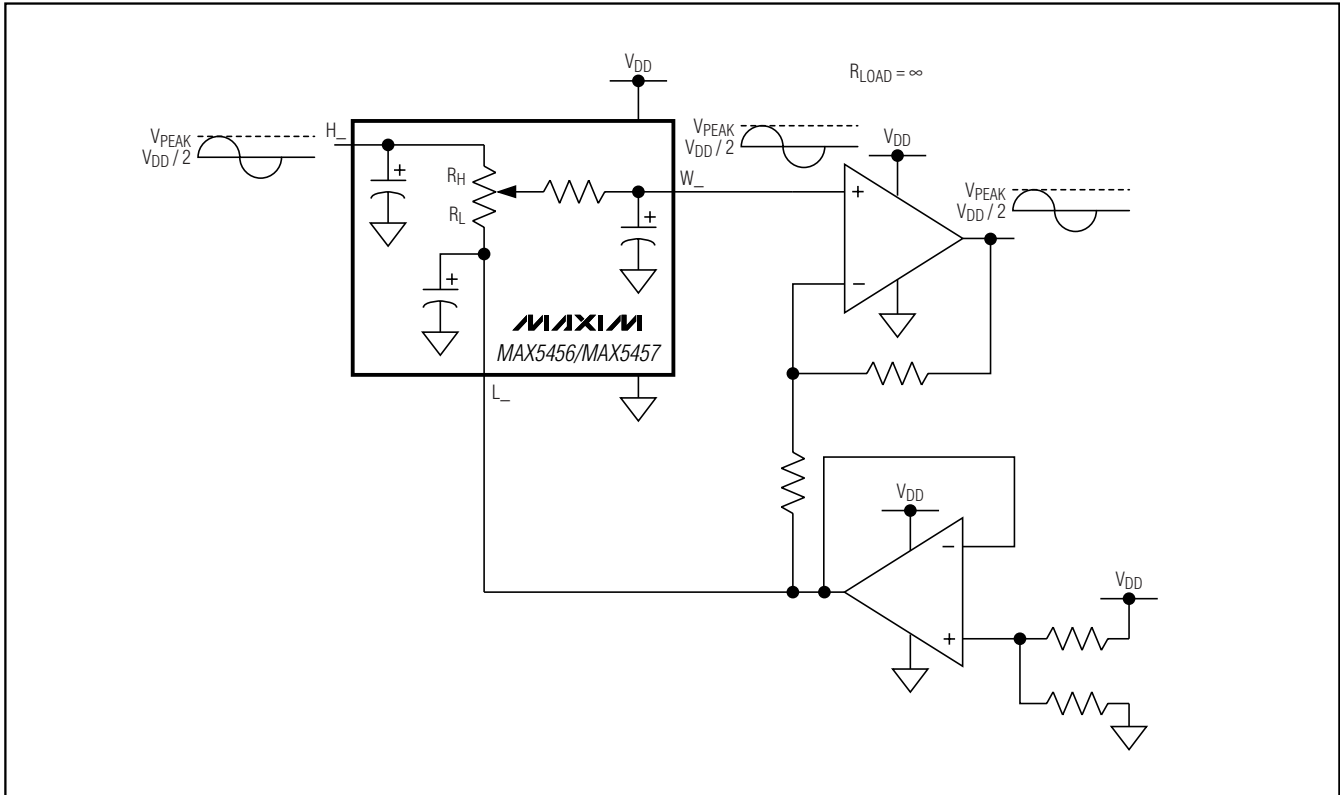 VDD
RLOAD = ∞
VPEAK
VDD / 2
H_
RH
RL
W_
VPEAK
VDD / 2
VDD
+
−
VPEAK
VDD / 2
+
+
+
MAXIM
MAX5456/MAX5457
L_
VDD
−
+
VDD